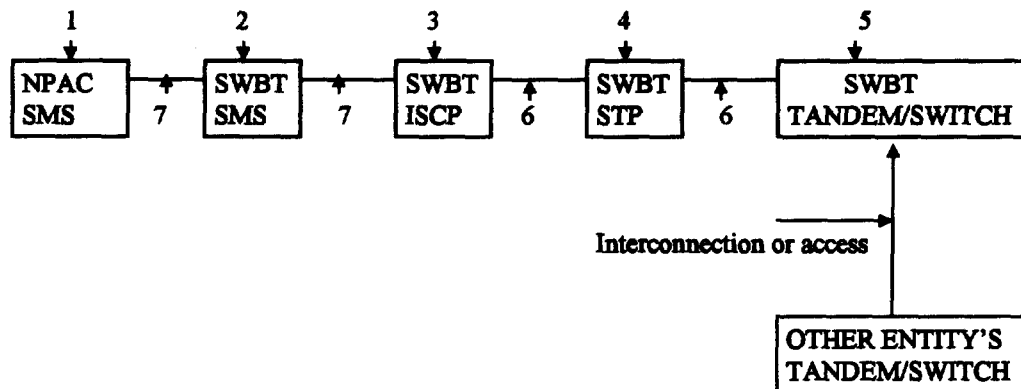 1 2 3 4 5
NPAC SWBT SWBT SWBT SWBT
SMS SMS ISCP STP TANDEM/SWITCH
7 7 6 6
Interconnection or access
OTHER ENTITY'S
TANDEM/SWITCH